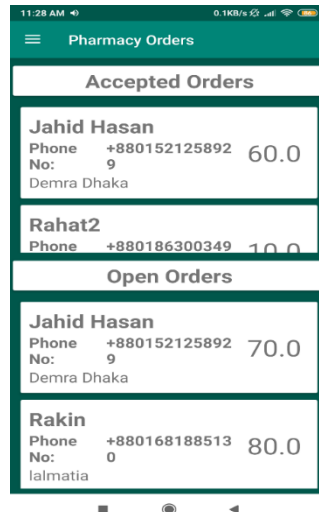 11:28 AM 0.1KB/s
Pharmacy Orders
Accepted Orders
Jahid Hasan
Phone +880152125892 60.0
No: 9
Demra Dhaka
Rahat2
Phone +880186300349 10.0
Open Orders
Jahid Hasan
Phone +880152125892 70.0
No: 9
Demra Dhaka
Rakin
Phone +880168188513 80.0
No: 0
lalmatia